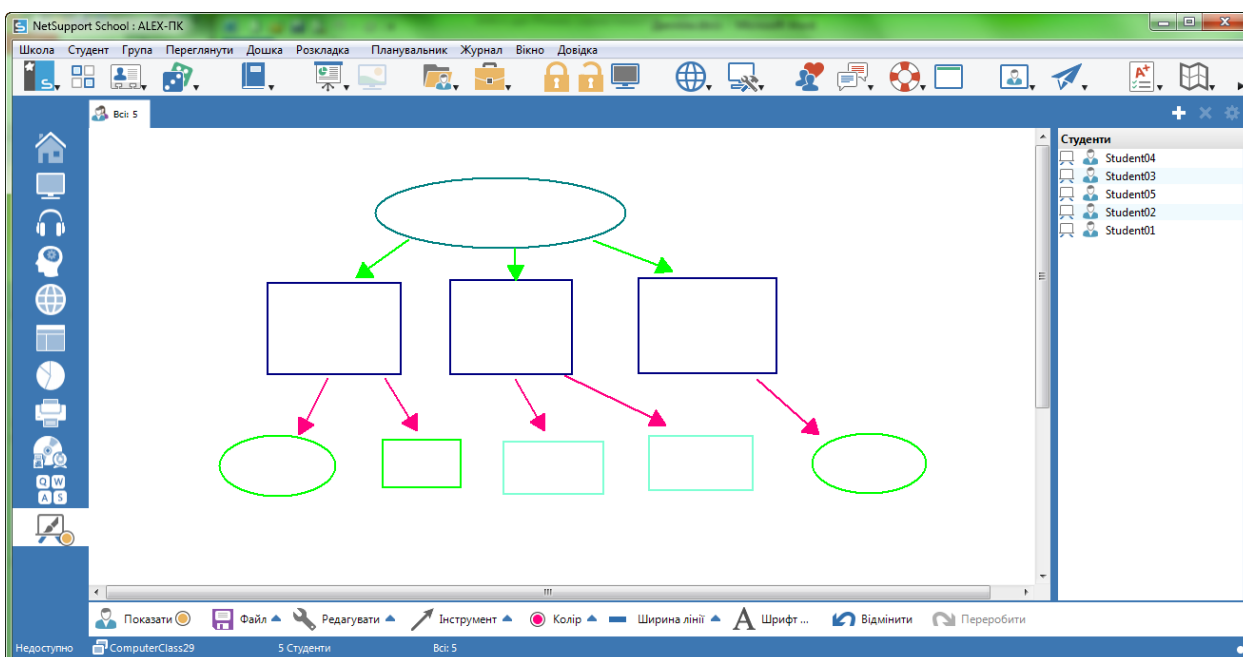 NetSupport School : ALEX-ПК
Школа Студент Група Переглянути Дошка Розкладка Планувальник Журнал Вікно Довідка
Всі: 5
Студенти
Student04
Student03
Student05
Student02
Student01
Q W
A S
Показати Файл Редагувати Інструмент Колір Ширина лінії A Шрифт ... Відмінити Переробити
Недоступно ComputerClass29 5 Студенти Всі: 5